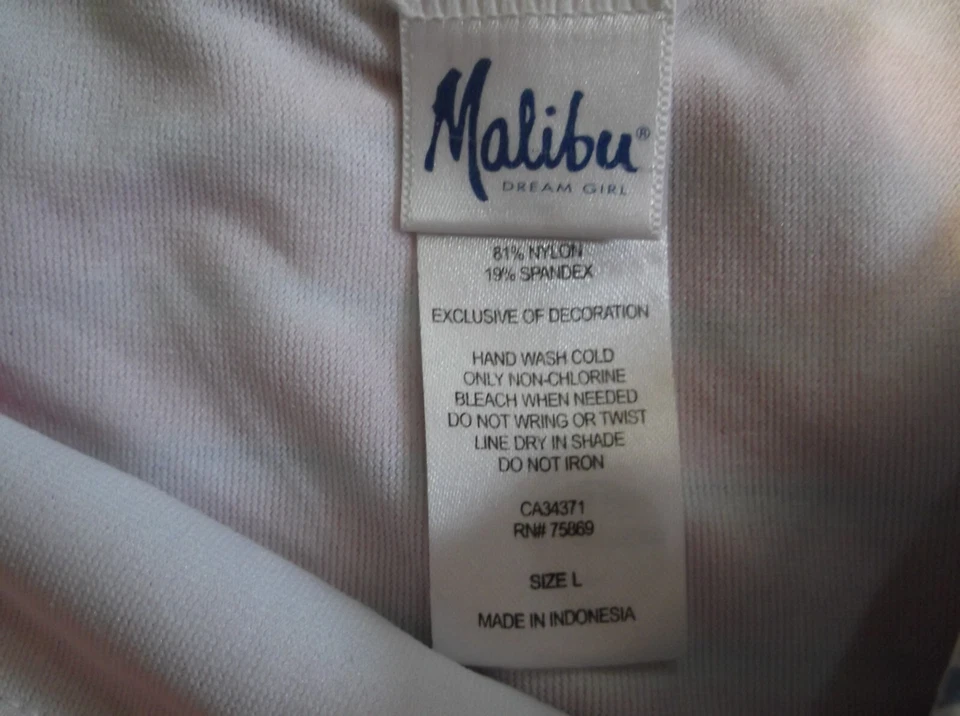 Malibu®
DREAM GIRL
81% NYLON
19% SPANDEX
EXCLUSIVE OF DECORATION
HAND WASH COLD
ONLY NON-CHLORINE
BLEACH WHEN NEEDED
DO NOT WRING OR TWIST
LINE DRY IN SHADE
DO NOT IRON
CA34371
RN# 75869
SIZE L
MADE IN INDONESIA